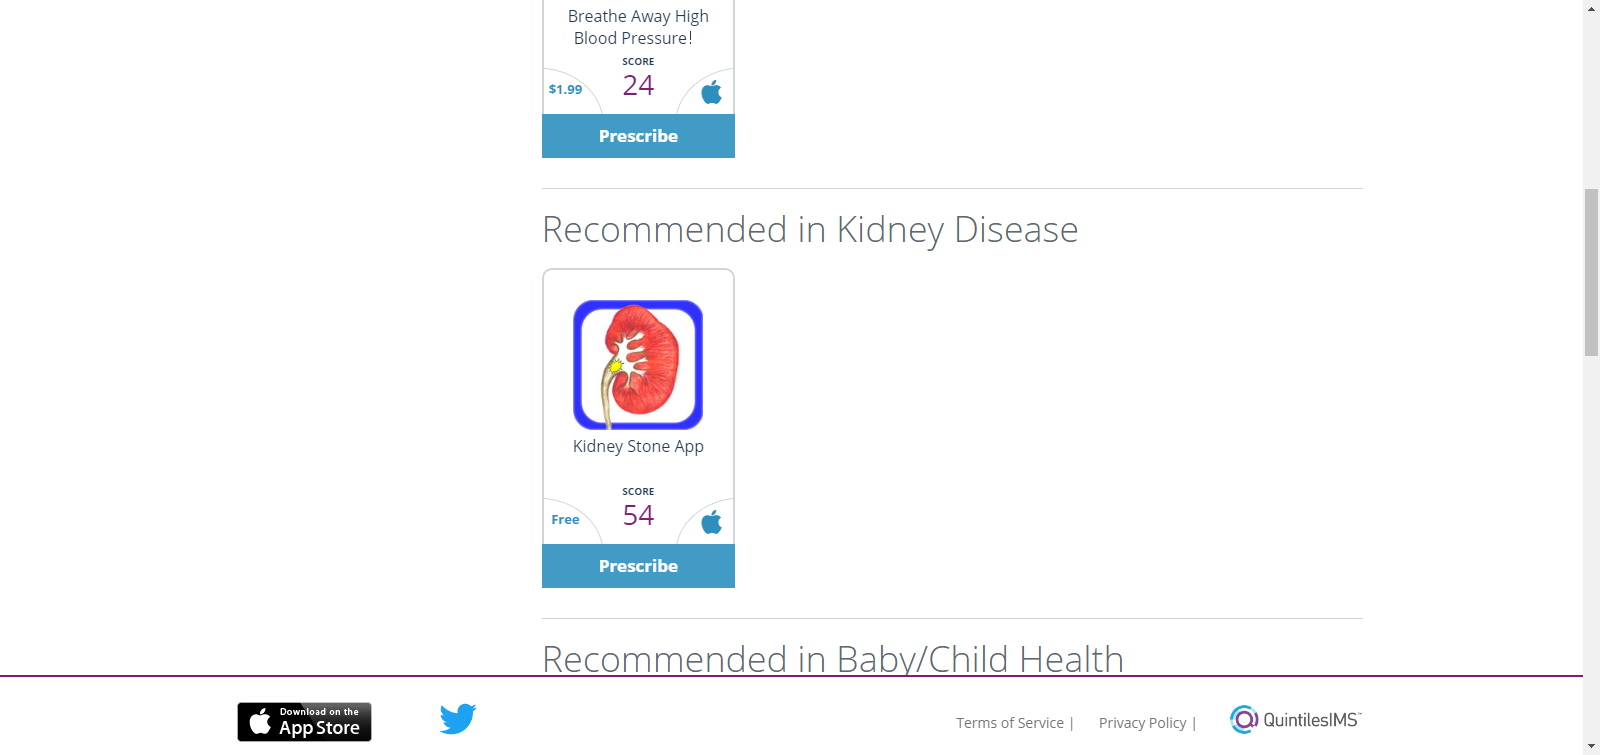 Breathe Away High
Blood Pressure!
SCORE
$1.99
24
Prescribe
Recommended in Kidney Disease
Kidney Stone App
SCORE
Free
54
Prescribe
Recommended in Baby/Child Health
Download on the
App Store
Terms of Service |
Privacy Policy |
QuintilesIMS™